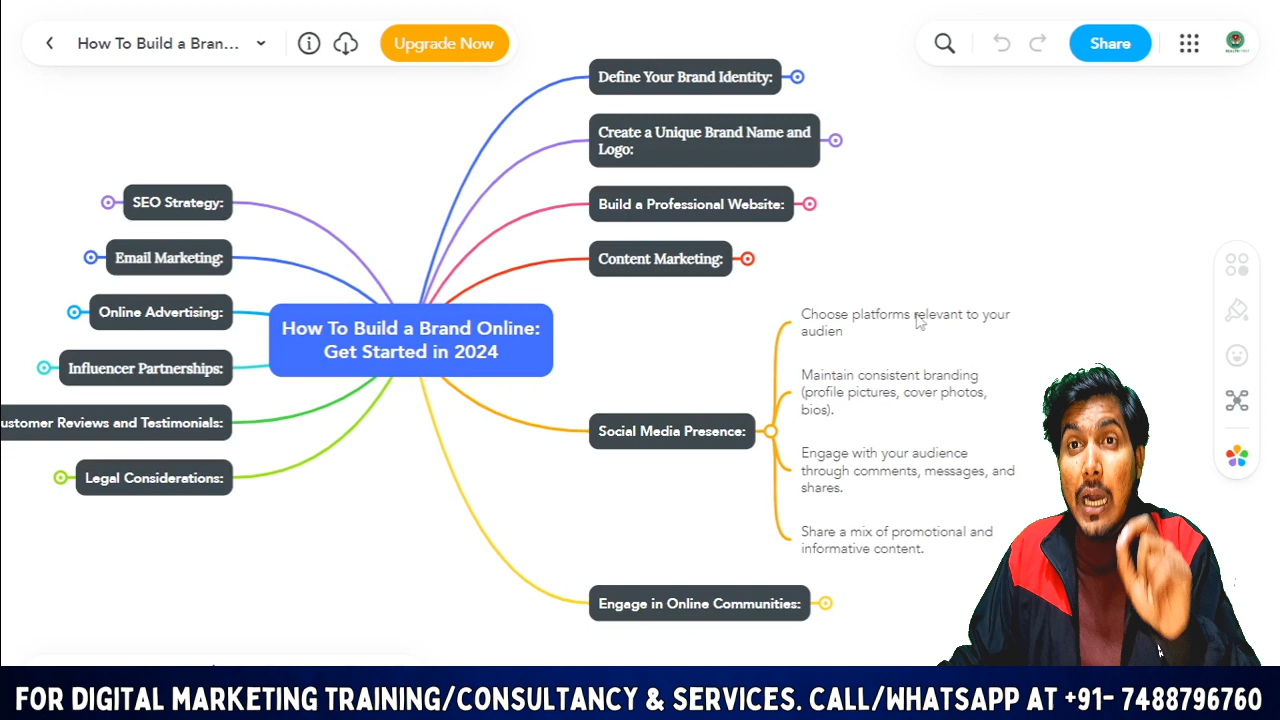 How To Build a Bran...
Upgrade Now
Share
Define Your Brand Identity:
Create a Unique Brand Name and
Logo:
Build a Professional Website:
Content Marketing:
SEO Strategy:
Email Marketing:
Online Advertising:
Influencer Partnerships:
ustomer Reviews and Testimonials:
Legal Considerations:
How To Build a Brand Online:
Get Started in 2024
Social Media Presence:
Choose platforms relevant to your
audien
Maintain consistent branding
(profile pictures, cover photos,
bios).
Engage with your audience
through comments, messages, and
shares.
Share a mix of promotional and
informative content.
Engage in Online Communities:
FOR DIGITAL MARKETING TRAINING/CONSULTANCY & SERVICES. CALL/WHATSAPP AT +91- 7488796760